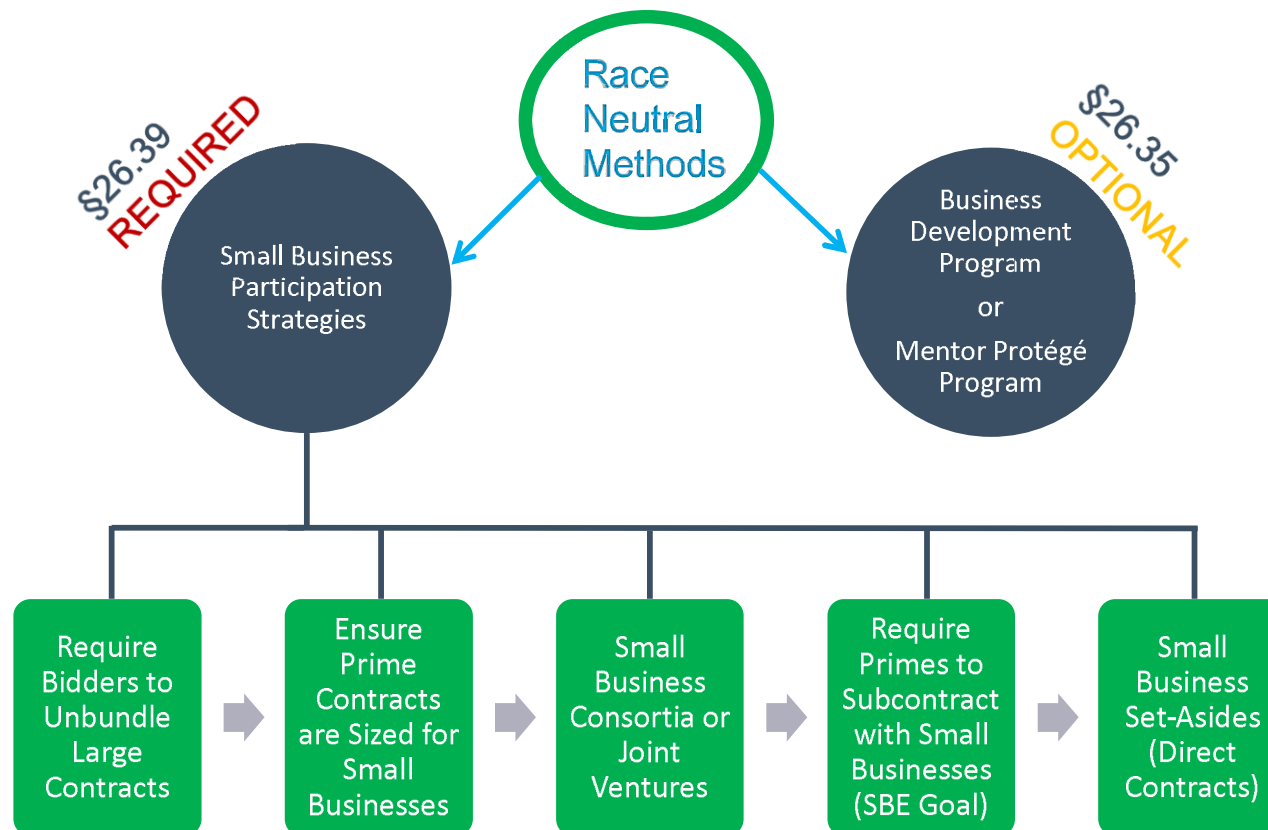 Race
Neutral
Methods
§26.39
REQUIRED
Small Business
Participation
Strategies
§26.35
OPTIONAL
Business
Development
Program
or
Mentor Protégé
Program
Require
Bidders to
Unbundle
Large
Contracts
Ensure
Prime
Contracts
are Sized for
Small
Businesses
Small
Business
Consortia or
Joint
Ventures
Require
Primes to
Subcontract
with Small
Businesses
(SBE Goal)
Small
Business
Set-Asides
(Direct
Contracts)